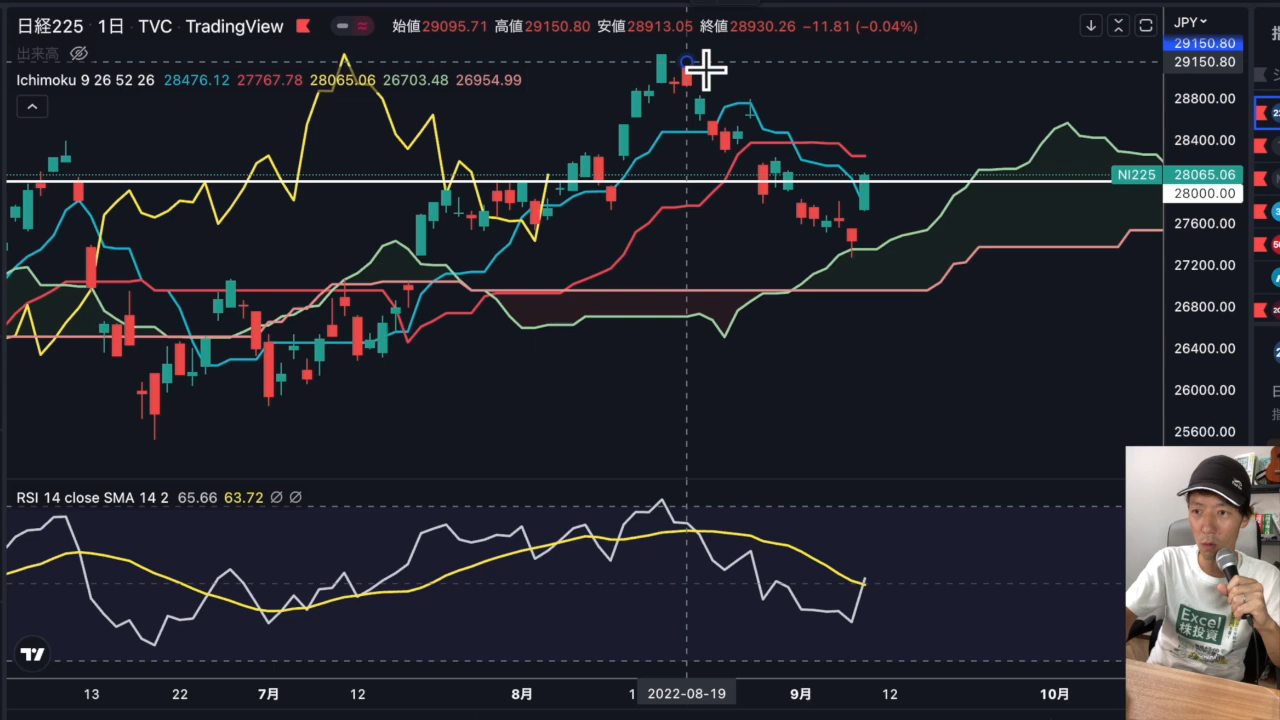 日経225 · 1日 · TVC · TradingView 始値29095.71 高値29150.80 安値28913.05 終値28930.26 −11.81 (−0.04%)
出来高
Ichimoku 9 26 52 26 28476.12 27767.78 28065.06 26703.48 26954.99
JPY
29150.80
29150.80
28800.00
28400.00
NI225 28065.06
28000.00
27600.00
27200.00
26800.00
26400.00
26000.00
25600.00
RSI 14 close SMA 14 2 65.66 63.72 ∅ ∅
13
22
7月
12
8月
2022-08-19
9月
12
10月
Excel
株投資